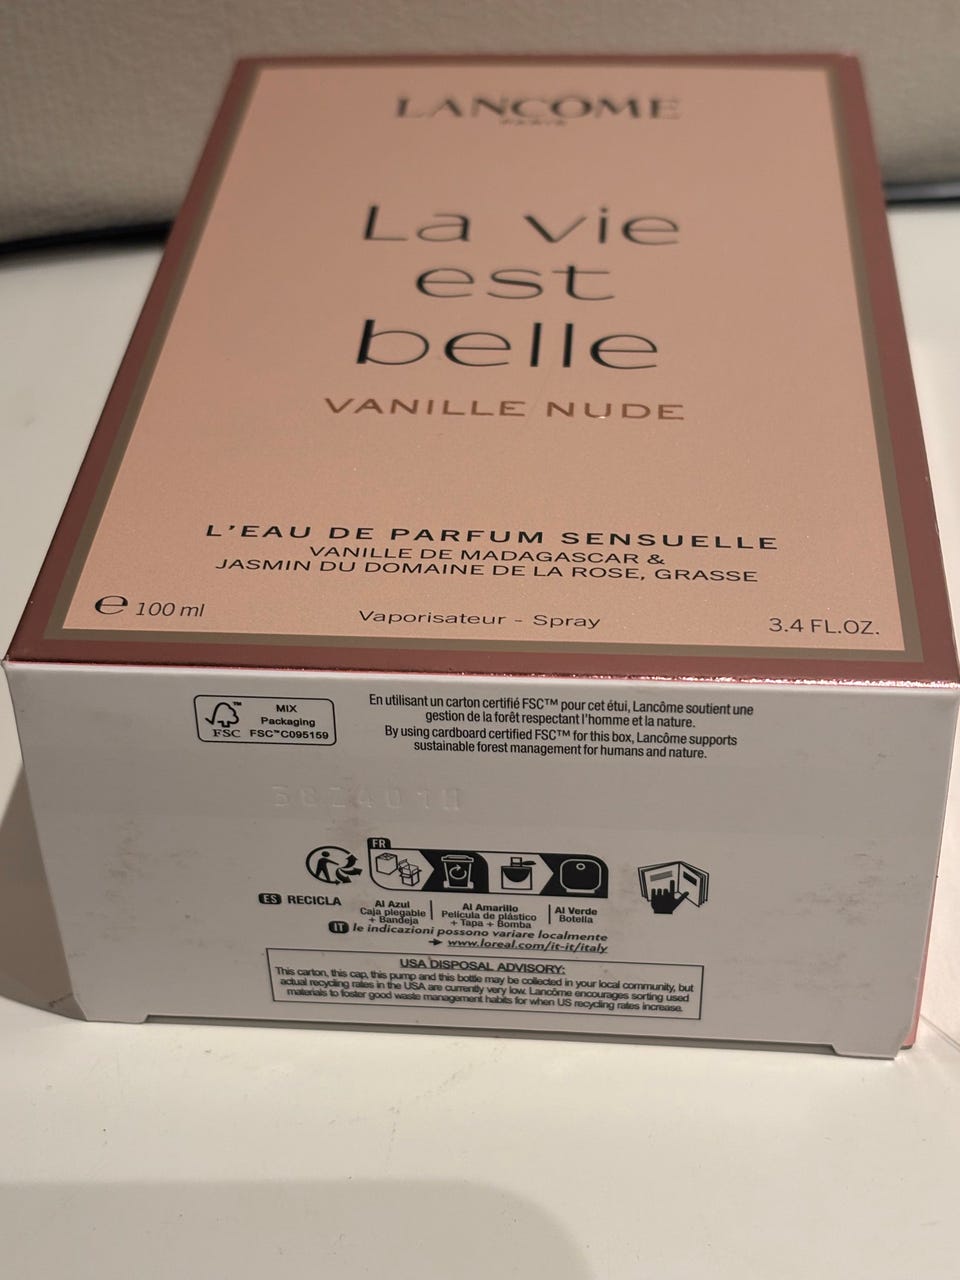 LANCÔME
PARIS
La vie
est
belle
VANILLE NUDE
L'EAU DE PARFUM SENSUELLE
VANILLE DE MADAGASCAR &
JASMIN DU DOMAINE DE LA ROSE, GRASSE
℮ 100 ml
Vaporisateur - Spray
3.4 FL.OZ.
FSC
MIX
Packaging
FSC™C095159
En utilisant un carton certifié FSC™ pour cet étui, Lancôme soutient une
gestion de la forêt respectant l'homme et la nature.
By using cardboard certified FSC™ for this box, Lancôme supports
sustainable forest management for humans and nature.
FR
ES RECICLA
Al Azul
Caja plegable
+ Bandeja
Al Amarillo
Película de plástico
+ Tapa + Bomba
Al Verde
Botella
IT le indicazioni possono variare localmente
➔ www.loreal.com/it-it/italy
USA DISPOSAL ADVISORY:
This carton, this cap, this pump and this bottle may be collected in your local community, but
actual recycling rates in the USA are currently very low. Lancôme encourages sorting used
materials to foster good waste management habits for when US recycling rates increase.